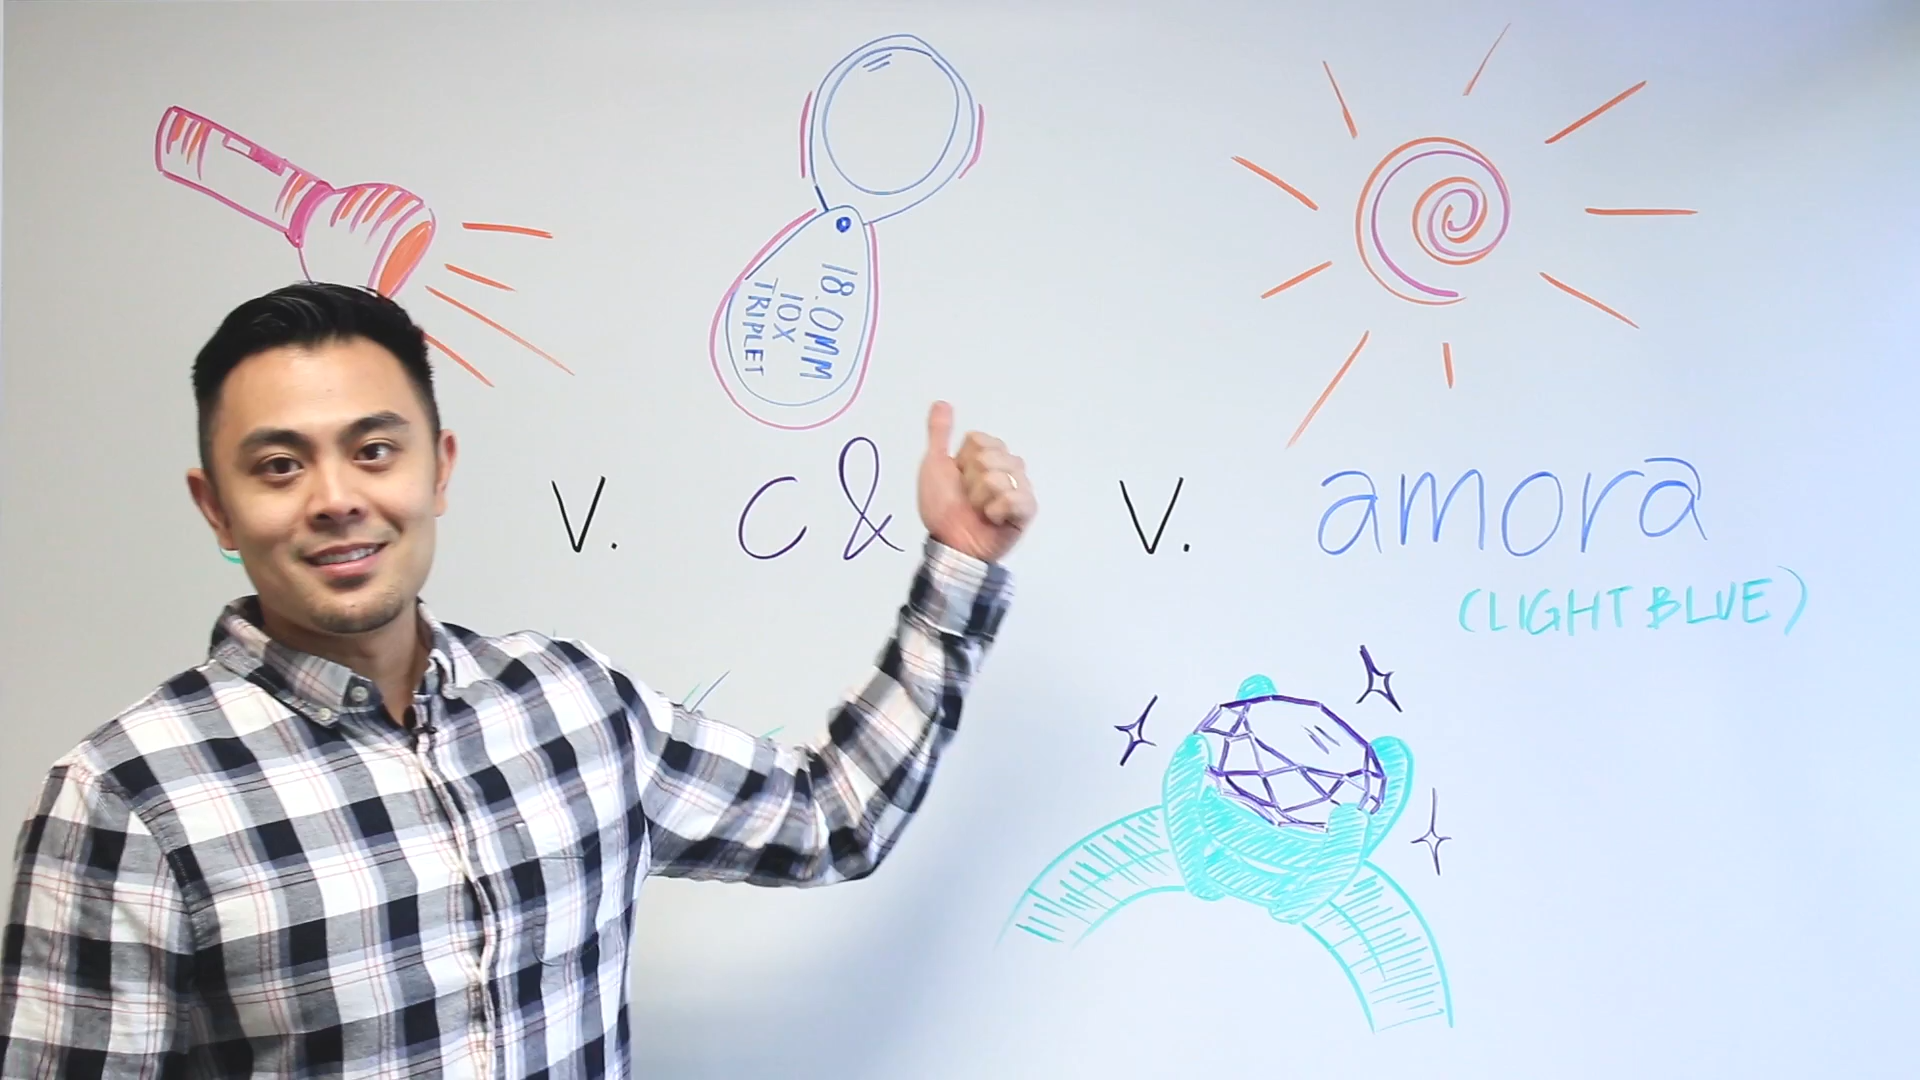 18.0MM
10X
TRIPLET
V. C& V. amora
(LIGHT BLUE)